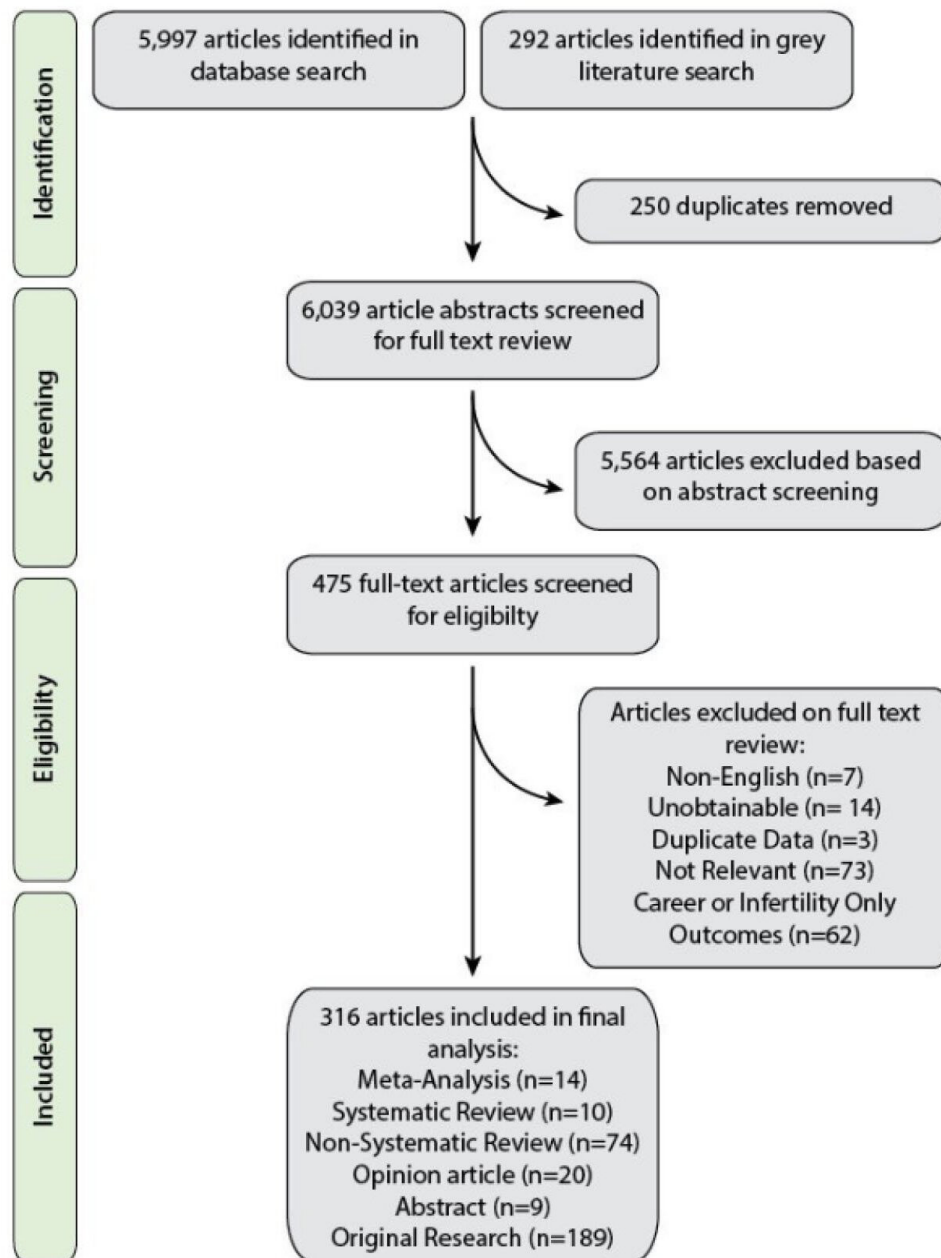 Identification
5,997 articles identified in
database search
292 articles identified in grey
literature search
250 duplicates removed
Screening
6,039 article abstracts screened
for full text review
5,564 articles excluded based
on abstract screening
Eligibility
475 full-text articles screened
for eligibilty
Articles excluded on full text
review:
Non-English (n=7)
Unobtainable (n= 14)
Duplicate Data (n=3)
Not Relevant (n=73)
Career or Infertility Only
Outcomes (n=62)
Included
316 articles included in final
analysis:
Meta-Analysis (n=14)
Systematic Review (n=10)
Non-Systematic Review (n=74)
Opinion article (n=20)
Abstract (n=9)
Original Research (n=189)